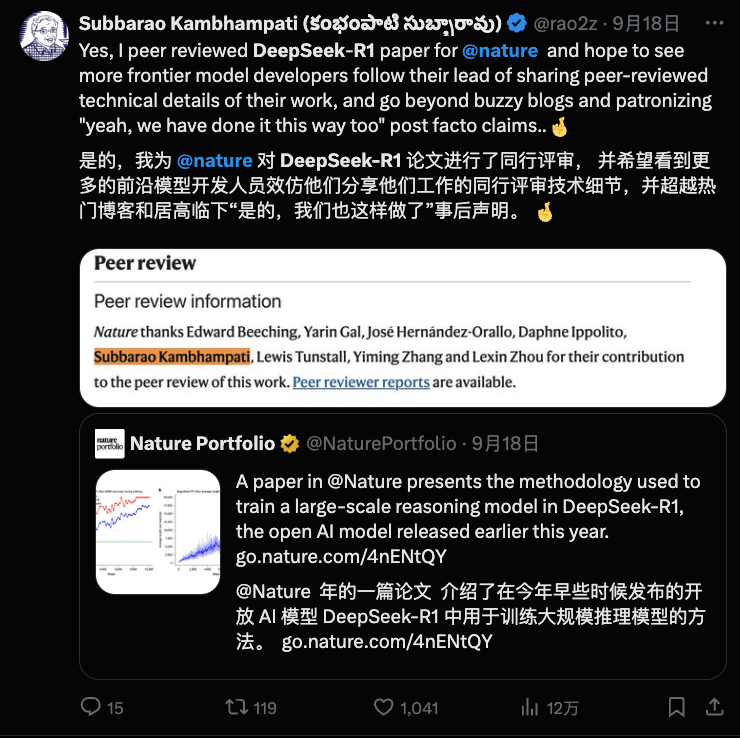 Subbarao Kambhampati (కంభంపాటి సుబ్బారావు) @rao2z · 9月18日
Yes, I peer reviewed DeepSeek-R1 paper for @nature and hope to see
more frontier model developers follow their lead of sharing peer-reviewed
technical details of their work, and go beyond buzzy blogs and patronizing
"yeah, we have done it this way too" post facto claims..🤞
是的，我为 @nature 对 DeepSeek-R1 论文进行了同行评审， 并希望看到更
多的前沿模型开发人员效仿他们分享他们工作的同行评审技术细节，并超越热
门博客和居高临下“是的，我们也这样做了”事后声明。 🤞
Peer review
Peer review information
Nature thanks Edward Beeching, Yarin Gal, José Hernández-Orallo, Daphne Ippolito,
Subbarao Kambhampati, Lewis Tunstall, Yiming Zhang and Lexin Zhou for their contribution
to the peer review of this work. Peer reviewer reports are available.
nature
portfolio
Nature Portfolio @NaturePortfolio · 9月18日
A paper in @Nature presents the methodology used to
train a large-scale reasoning model in DeepSeek-R1,
the open AI model released earlier this year.
go.nature.com/4nENtQY
@Nature 年的一篇论文 介绍了在今年早些时候发布的开
放 AI 模型 DeepSeek-R1 中用于训练大规模推理模型的方
法。 go.nature.com/4nENtQY
15 119 1,041 12万